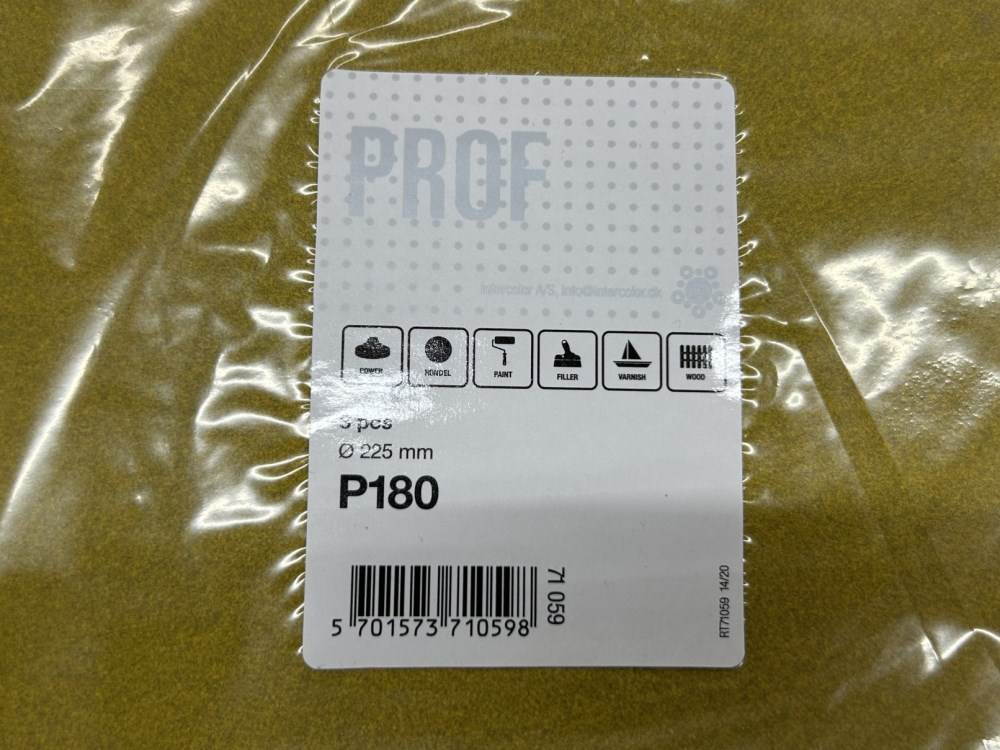 PROF
Intercolor A/S, info@intercolor.dk
POWER
RONDEL
PAINT
FILLER
VARNISH
WOOD
pcs
Ø 225 mm
P180
71 059
5 701573 710598
RT71059 14/20